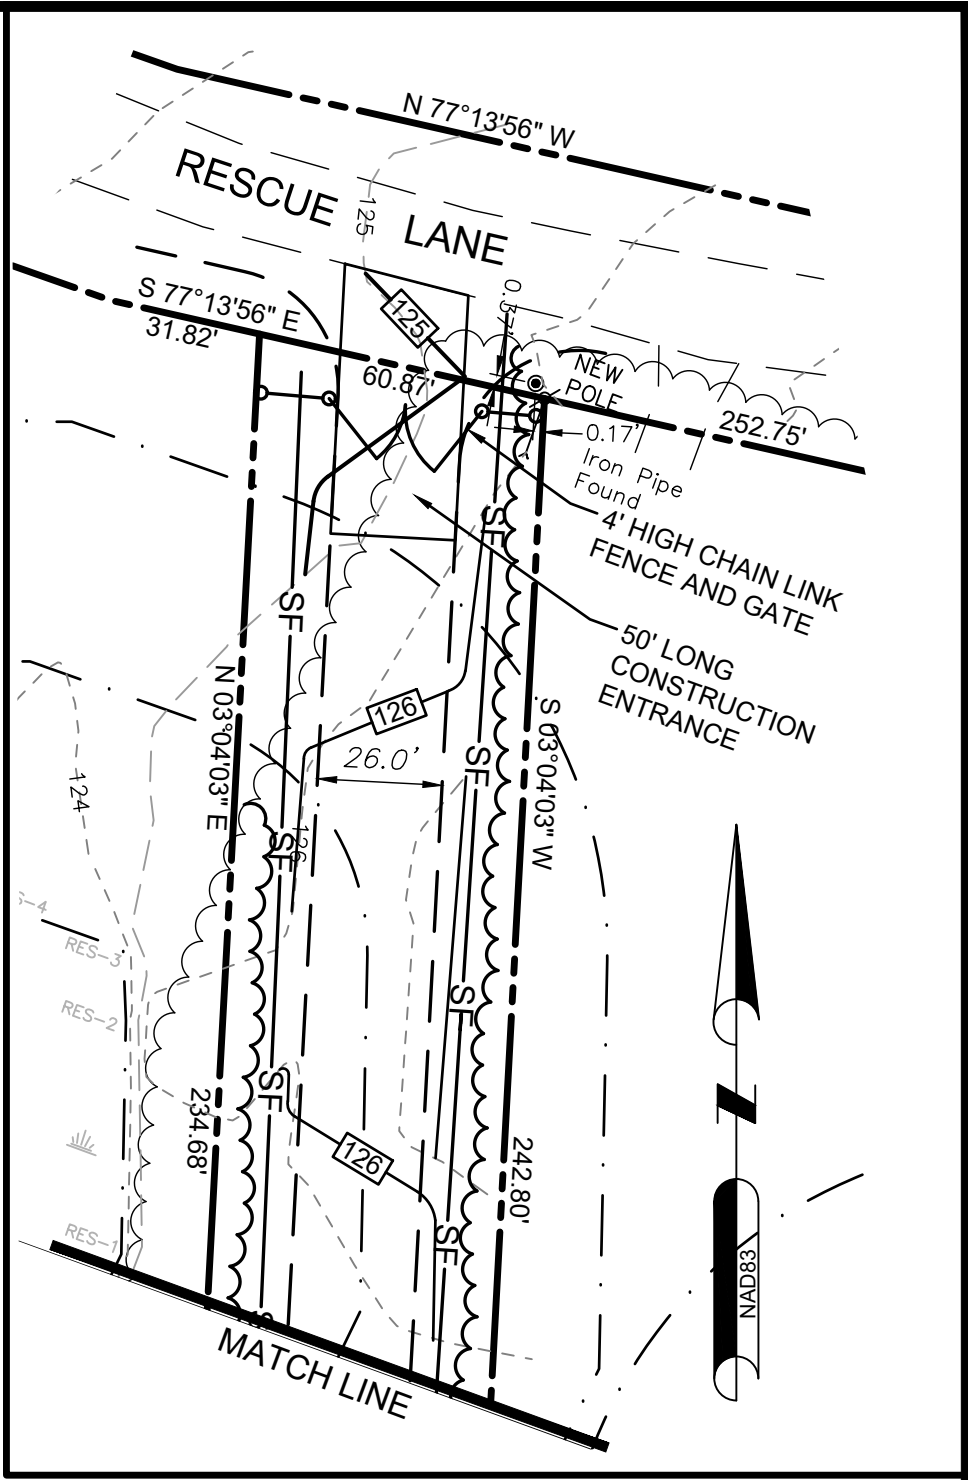 N 77°13'56" W
RESCUE LANE
125
0.37'
S 77°13'56" E
31.82'
125
60.87'
NEW
POLE
252.75'
0.17'
Iron Pipe
Found
4' HIGH CHAIN LINK
FENCE AND GATE
SF
SF
50' LONG
CONSTRUCTION
ENTRANCE
N 03°04'03" E
126
S 03°04'03" W
26.0'
SF
124
126
SF
S-4
RES-3
RES-2
SF
SF
234.68'
126
242.80'
RES-1
SF
NAD83
N
MATCH LINE